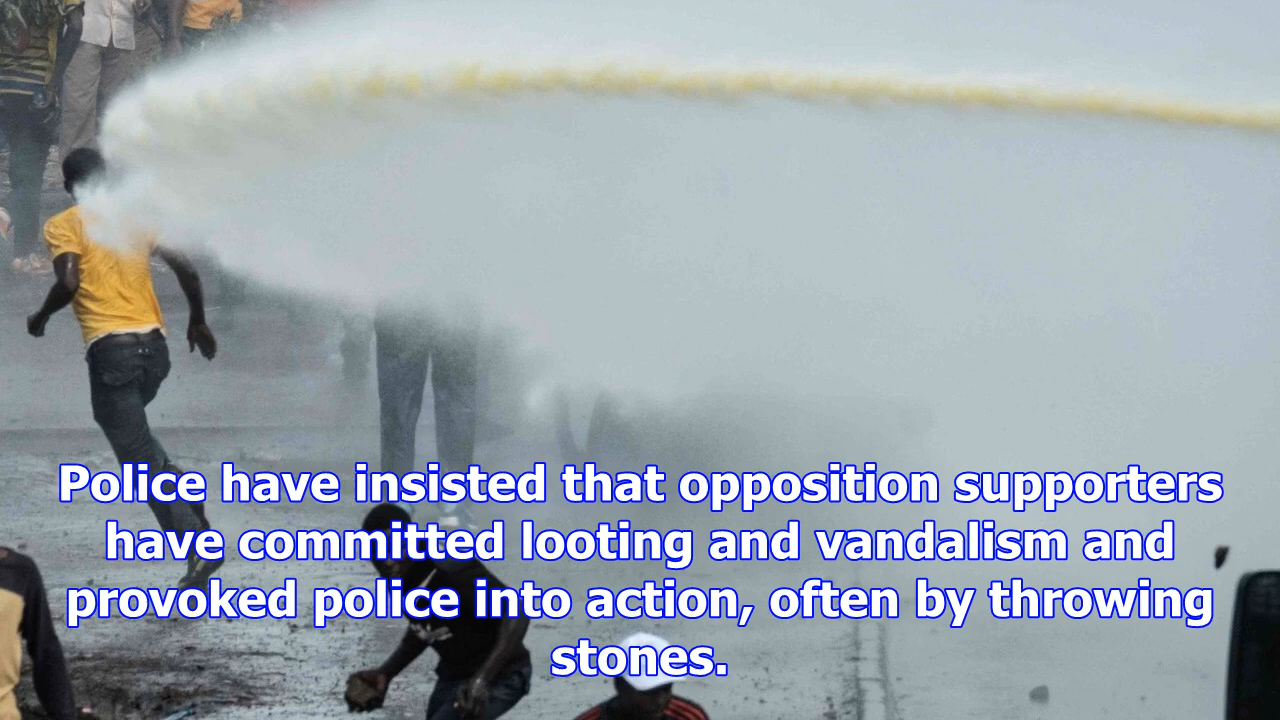 Police have insisted that opposition supporters
have committed looting and vandalism and
provoked police into action, often by throwing
stones.